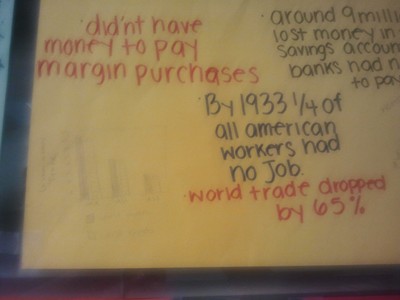 ·didn't have
money to pay
margin purchases
·around 9 milli
lost money in
savings accoun
banks had n
to pay
·By 1933 1/4 of
all american
workers had
no Job.
·world trade dropped
by 65%